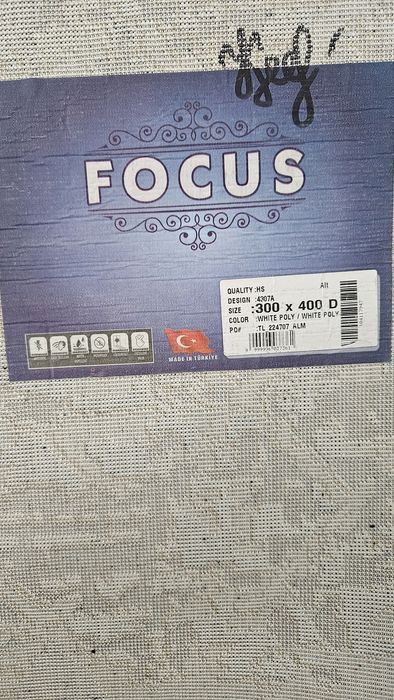 FOCUS
QUALITY :HS Alt
DESIGN :4307A
SIZE :300 x 400 D
COLOR :WHITE POLY / WHITE POLY
PO# :TL 224707 ALM
MADE IN TÜRKİYE